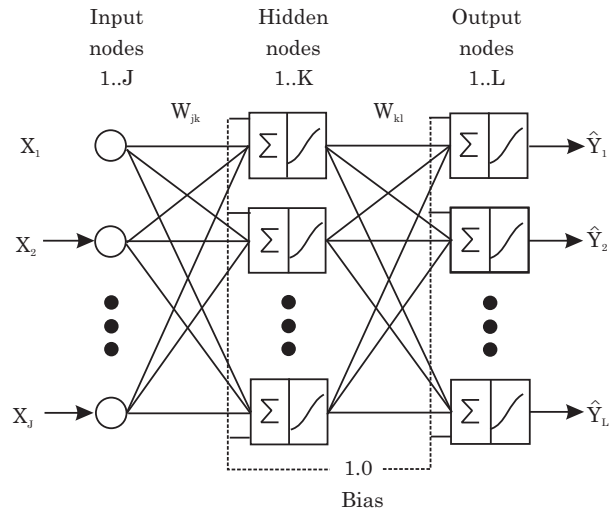 Input Hidden Output
nodes nodes nodes
1..J 1..K 1..L
W_jk W_kl
X_1 Σ Σ Ŷ_1
X_2 Σ Σ Ŷ_2
X_J Σ Σ Ŷ_L
1.0
Bias